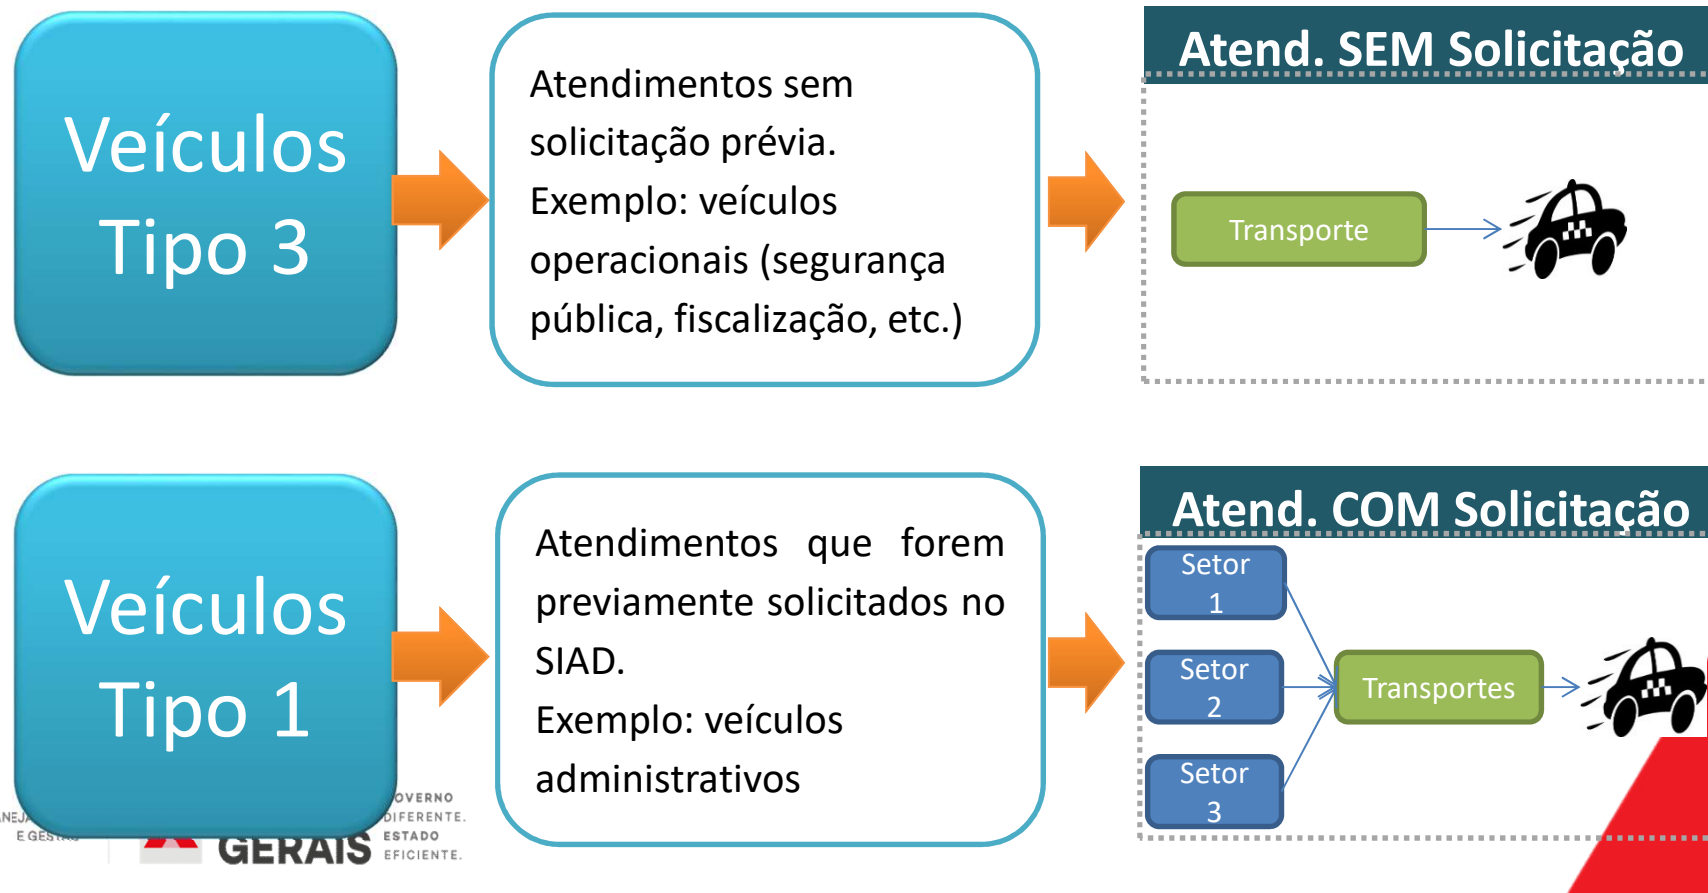 Veículos
Tipo 3
Atendimentos sem
solicitação prévia.
Exemplo: veículos
operacionais (segurança
pública, fiscalização, etc.)
Atend. SEM Solicitação
Transporte
Veículos
Tipo 1
Atendimentos que forem
previamente solicitados no
SIAD.
Exemplo: veículos
administrativos
Atend. COM Solicitação
Setor
1
Setor
2
Setor
3
Transportes
E
GERAIS
OVERNO
DIFERENTE.
ESTADO
EFICIENTE.